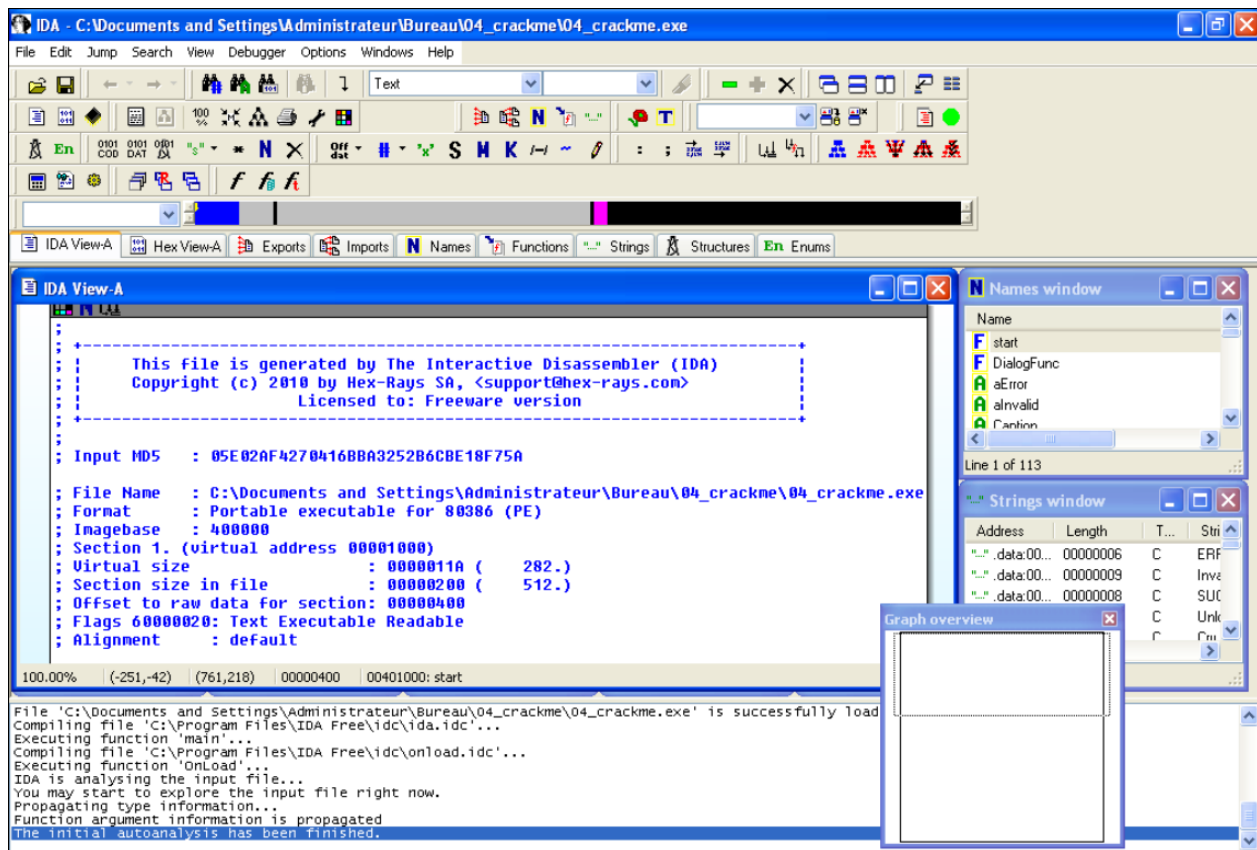 IDA - C:\Documents and Settings\Administrateur\Bureau\04_crackme\04_crackme.exe
File Edit Jump Search View Debugger Options Windows Help
Text
En
IDA View-A Hex View-A Exports Imports N Names Functions Strings Structures En Enums
IDA View-A
; This file is generated by The Interactive Disassembler (IDA)
; Copyright (c) 2010 by Hex-Rays SA, <support@hex-rays.com>
; Licensed to: Freeware version
; Input MD5 : 05E02AF4270416BBA3252B6CBE18F75A
; File Name : C:\Documents and Settings\Administrateur\Bureau\04_crackme\04_crackme.exe
; Format : Portable executable for 80386 (PE)
; Imagebase : 400000
; Section 1. (virtual address 00001000)
; Virtual size : 0000011A ( 282.)
; Section size in file : 00000200 ( 512.)
; Offset to raw data for section: 00000400
; Flags 60000020: Text Executable Readable
; Alignment : default
100.00% (-251,-42) (761,218) 00000400 00401000: start
Names window
Name
F start
F DialogFunc
A aError
A aInvalid
A Caption
Line 1 of 113
Strings window
Address Length T... Stri
"..." .data:00... 00000006 C ERF
"..." .data:00... 00000009 C Inva
"..." .data:00... 00000008 C SUC
C Unk
Graph overview
File 'C:\Documents and Settings\Administrateur\Bureau\04_crackme\04_crackme.exe' is successfully load
Compiling file 'C:\Program Files\IDA Free\idc\ida.idc'...
Executing function 'main'...
Compiling file 'C:\Program Files\IDA Free\idc\onload.idc'...
Executing function 'OnLoad'...
IDA is analysing the input file...
You may start to explore the input file right now.
Propagating type information...
Function argument information is propagated
The initial autoanalysis has been finished.